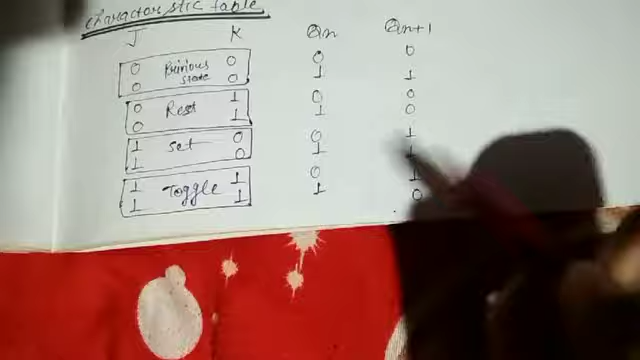 characteristic table
J K Qn Qn+1
0 Privious 0 0 0
0 state 0 1 1
0 Reset 1 0 0
0 1 1 0
1 set 0 0 1
1 0 1
1 Toggle 1 0 1
1 1 1 0